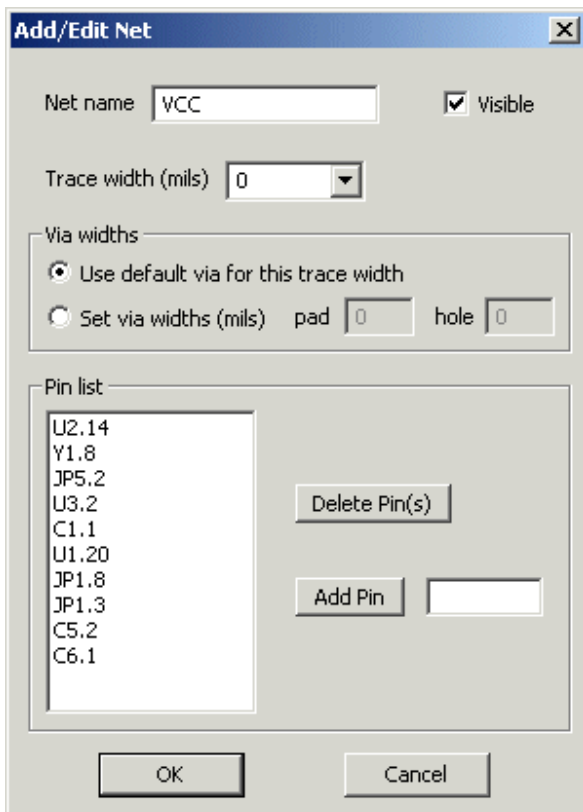 Add/Edit Net
Net name VCC Visible
Trace width (mils) 0
Via widths
Use default via for this trace width
Set via widths (mils) pad 0 hole 0
Pin list
U2.14
Y1.8
JP5.2
U3.2
C1.1
U1.20
JP1.8
JP1.3
C5.2
C6.1
Delete Pin(s)
Add Pin
OK Cancel